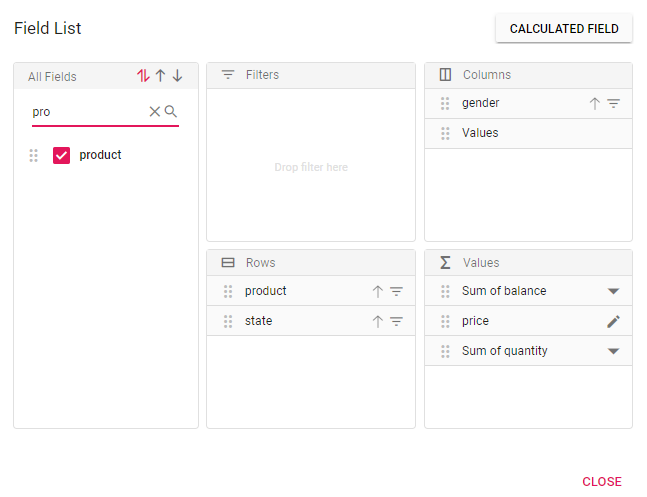 Field List
CALCULATED FIELD
All Fields
pro
product
Filters
Drop filter here
Columns
gender
Values
Rows
product
state
Values
Sum of balance
price
Sum of quantity
CLOSE